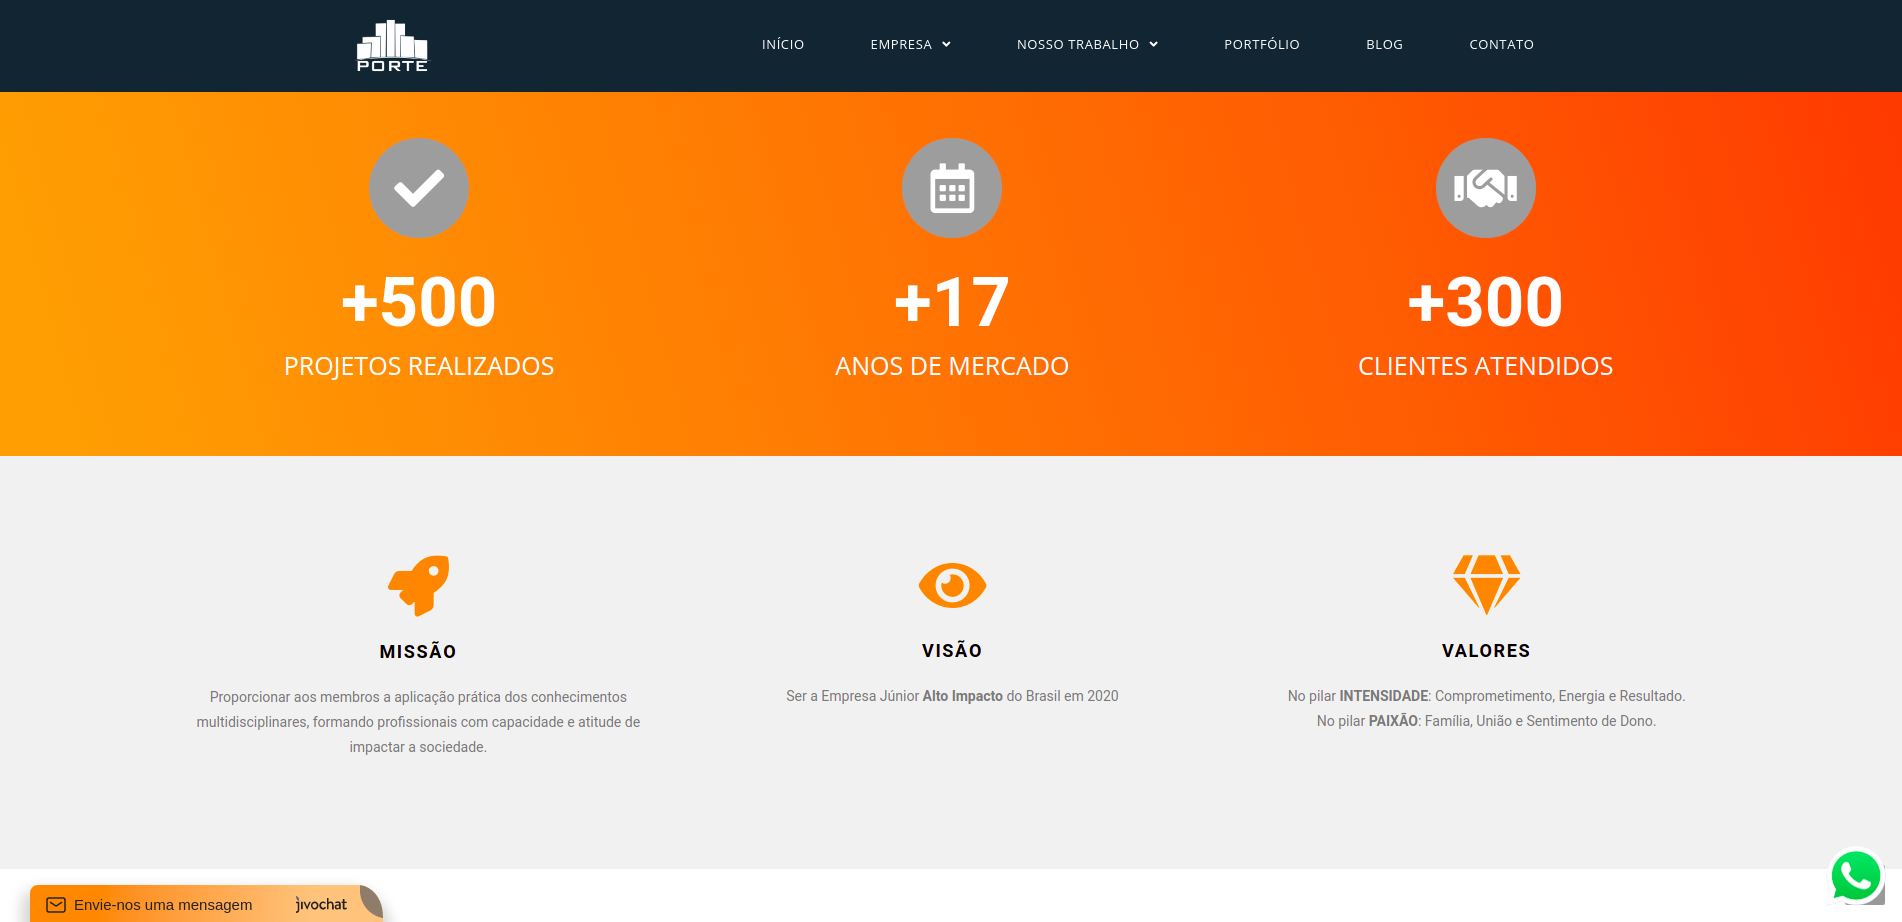 PORTE
INÍCIO
EMPRESA
NOSSO TRABALHO
PORTFÓLIO
BLOG
CONTATO
+500
PROJETOS REALIZADOS
+17
ANOS DE MERCADO
+300
CLIENTES ATENDIDOS
MISSÃO
Proporcionar aos membros a aplicação prática dos conhecimentos
multidisciplinares, formando profissionais com capacidade e atitude de
impactar a sociedade.
VISÃO
Ser a Empresa Júnior Alto Impacto do Brasil em 2020
VALORES
No pilar INTENSIDADE: Comprometimento, Energia e Resultado.
No pilar PAIXÃO: Família, União e Sentimento de Dono.
Envie-nos uma mensagem
jivochat